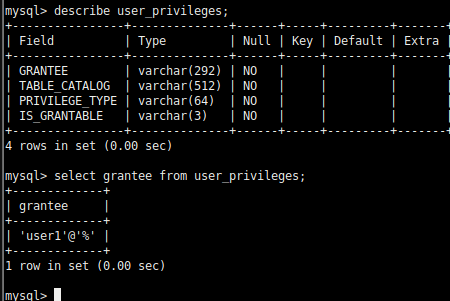 mysql> describe user_privileges;
+----------------+--------------+------+-----+---------+-------+
| Field          | Type         | Null | Key | Default | Extra |
+----------------+--------------+------+-----+---------+-------+
| GRANTEE        | varchar(292) | NO   |     |         |       |
| TABLE_CATALOG  | varchar(512) | NO   |     |         |       |
| PRIVILEGE_TYPE | varchar(64)  | NO   |     |         |       |
| IS_GRANTABLE   | varchar(3)   | NO   |     |         |       |
+----------------+--------------+------+-----+---------+-------+
4 rows in set (0.00 sec)
mysql> select grantee from user_privileges;
+-------------+
| grantee     |
+-------------+
| 'user1'@'%' |
+-------------+
1 row in set (0.00 sec)
mysql>